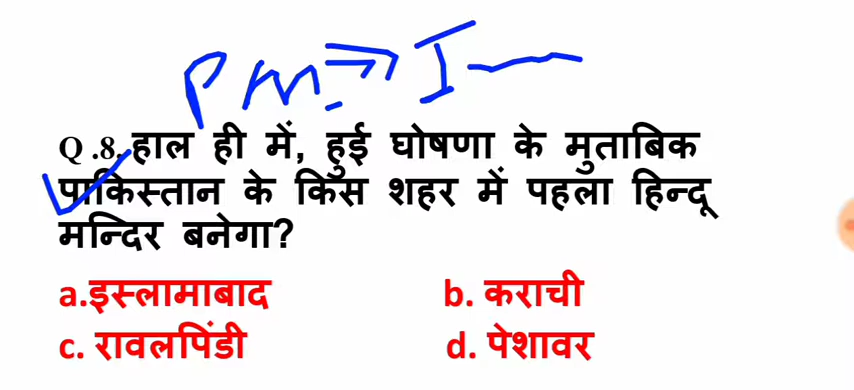 PM ⇒ I
Q .8. हाल ही में, हुई घोषणा के मुताबिक
पाकिस्तान के किस शहर में पहला हिन्दू
मन्दिर बनेगा?
a.इस्लामाबाद b. कराची
c. रावलपिंडी d. पेशावर